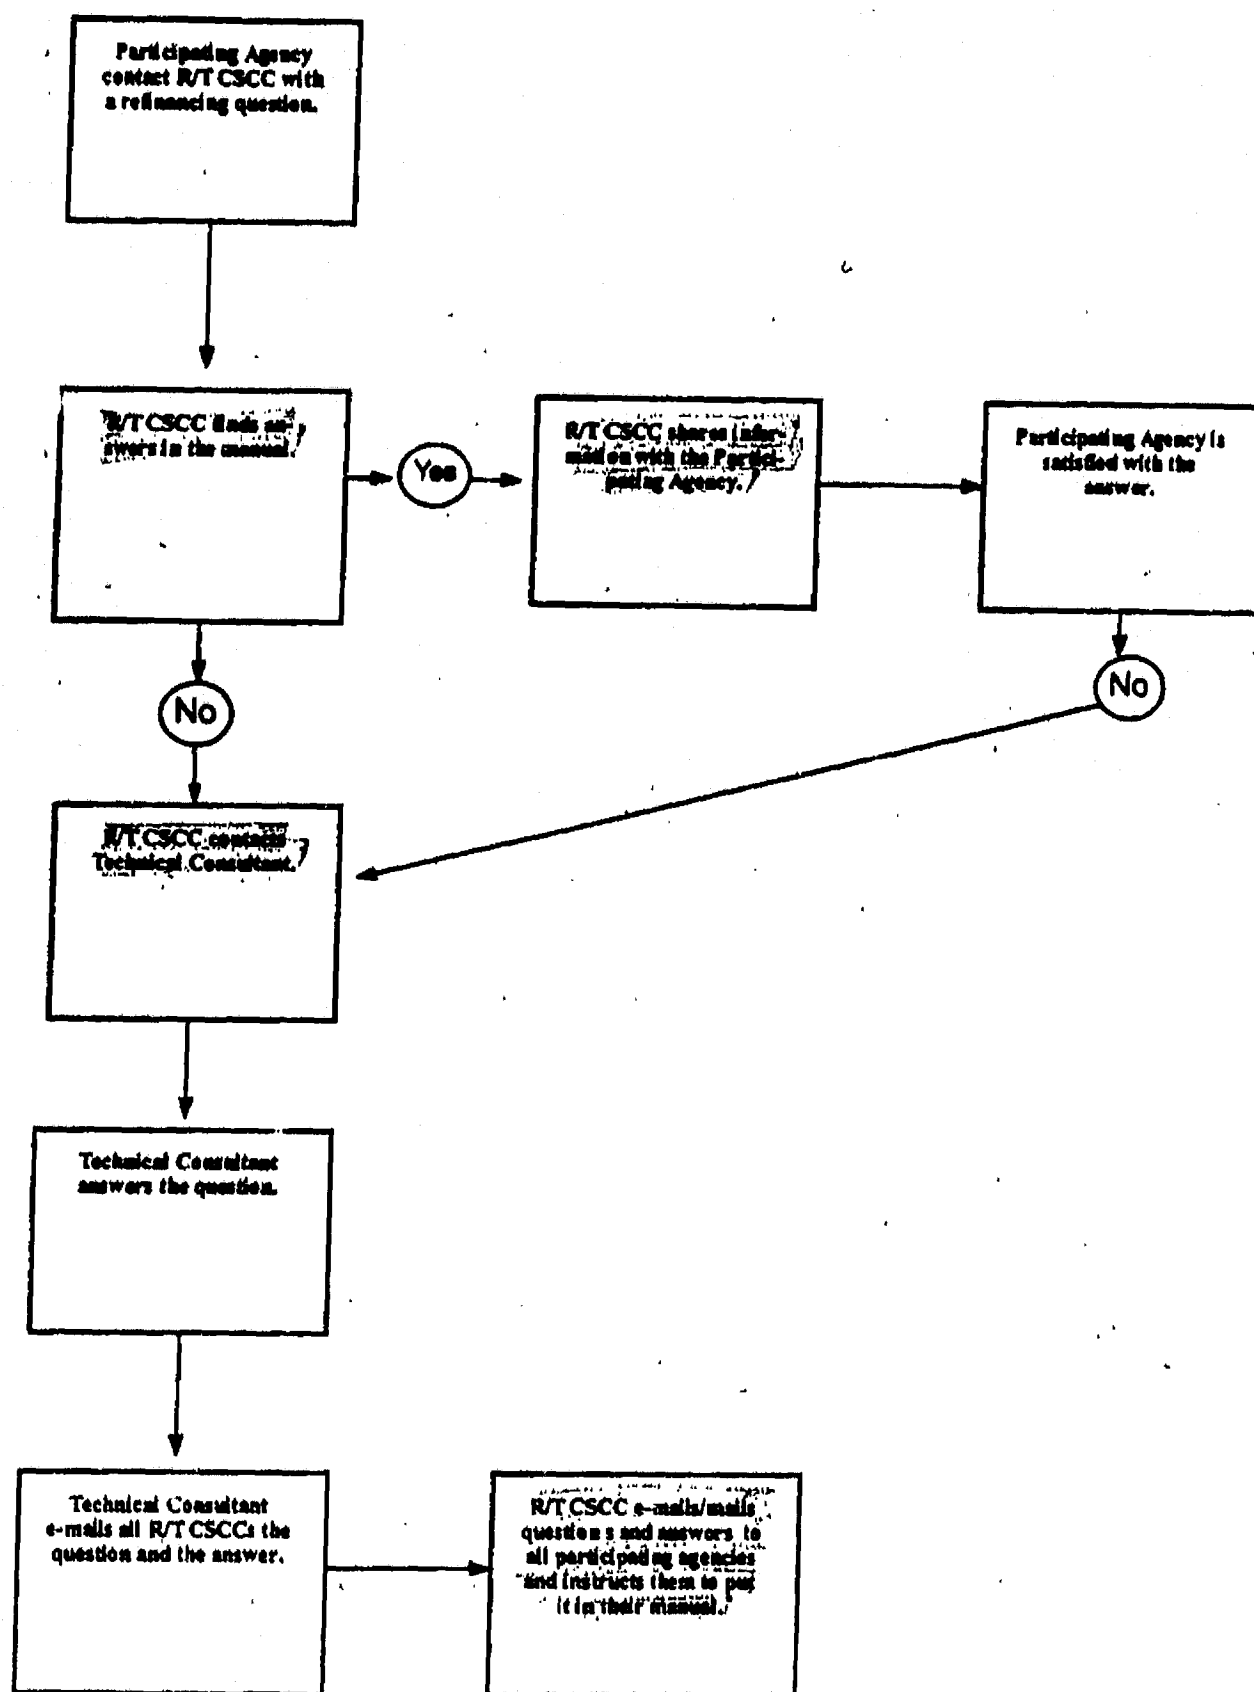 Participating Agency
contact R/T CSCC with
a refinancing question.
R/T CSCC finds an-
swers in the manual.
Yes
R/T CSCC shares infor-
mation with the Partici-
pating Agency.
Participating Agency is
satisfied with the
answer.
No
No
R/T CSCC contacts
Technical Consultant.
Technical Consultant
answers the question.
Technical Consultant
e-mails all R/T CSCCs the
question and the answer.
R/T CSCC e-mails/mails
questions and answers to
all participating agencies
and instructs them to put
it in their manual.